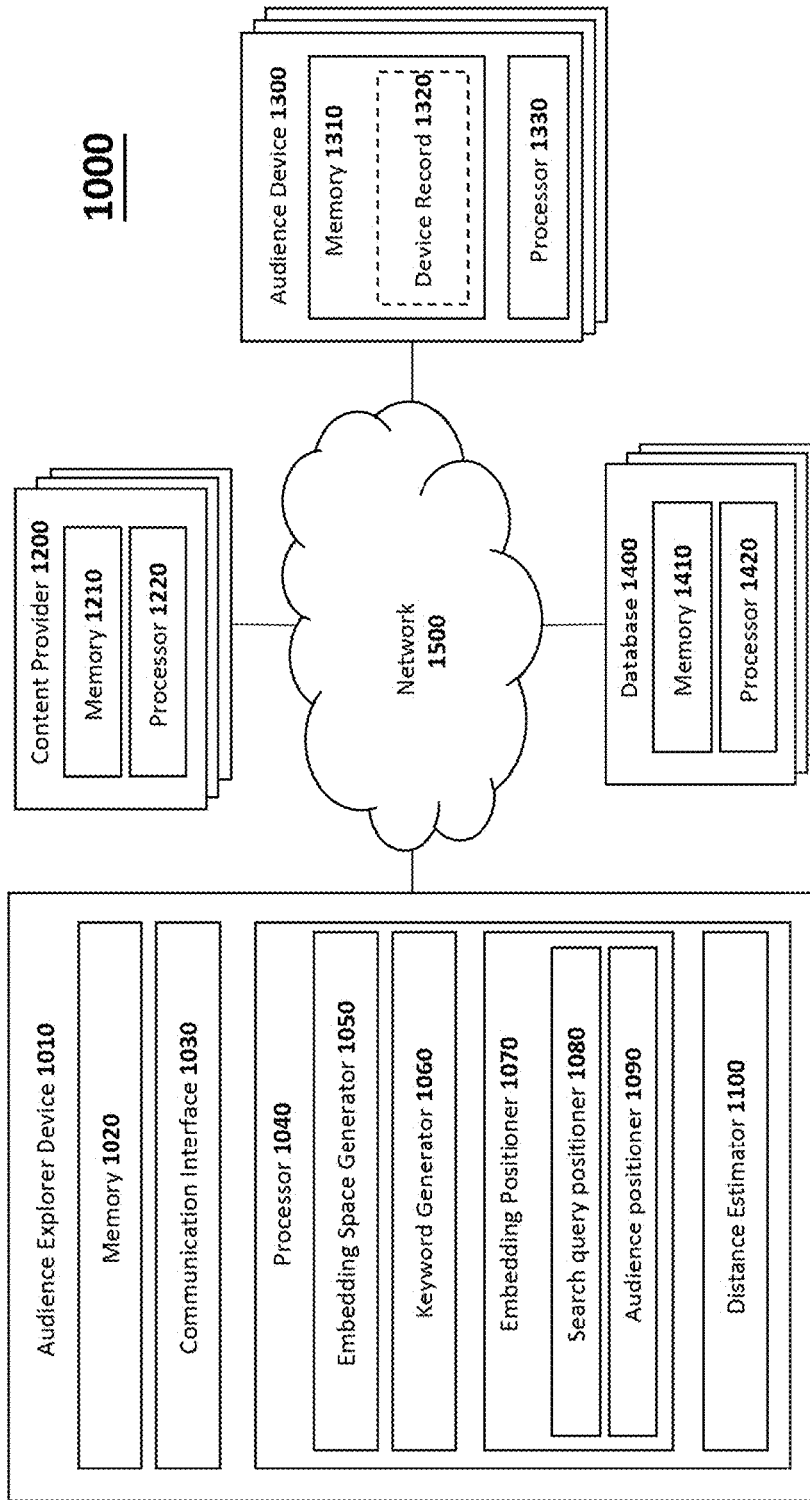 1000
Audience Explorer Device 1010
Memory 1020
Communication Interface 1030
Processor 1040
Embedding Space Generator 1050
Keyword Generator 1060
Embedding Positioner 1070
Search query positioner 1080
Audience positioner 1090
Distance Estimator 1100
Content Provider 1200
Memory 1210
Processor 1220
Network
1500
Database 1400
Memory 1410
Processor 1420
Audience Device 1300
Memory 1310
Device Record 1320
Processor 1330